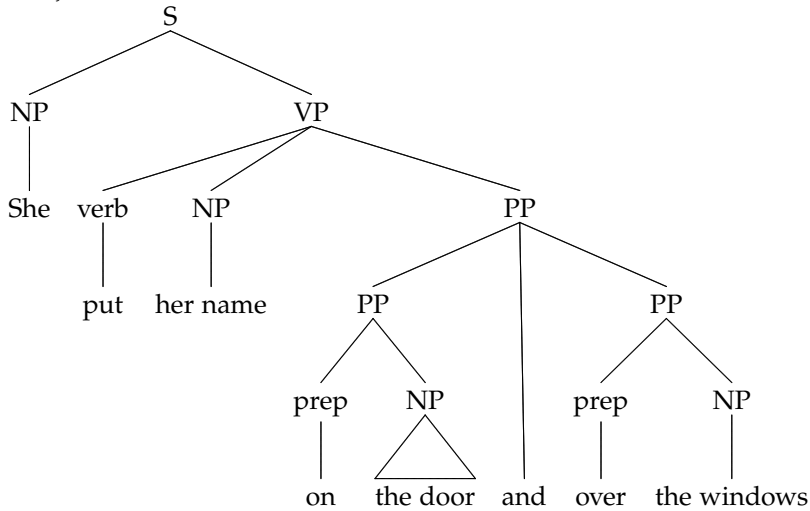 S
NP VP
She verb NP PP
put her name PP PP
prep NP prep NP
on the door and over the windows